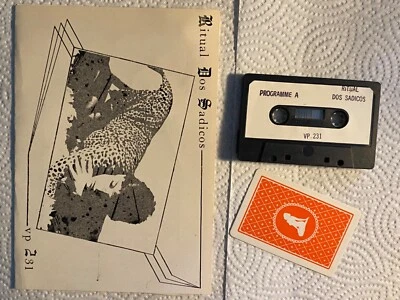 Ritual Dos Sadicos
vp 231
PROGRAMME A
RiTUAL
DOS SADICOS
VP 231